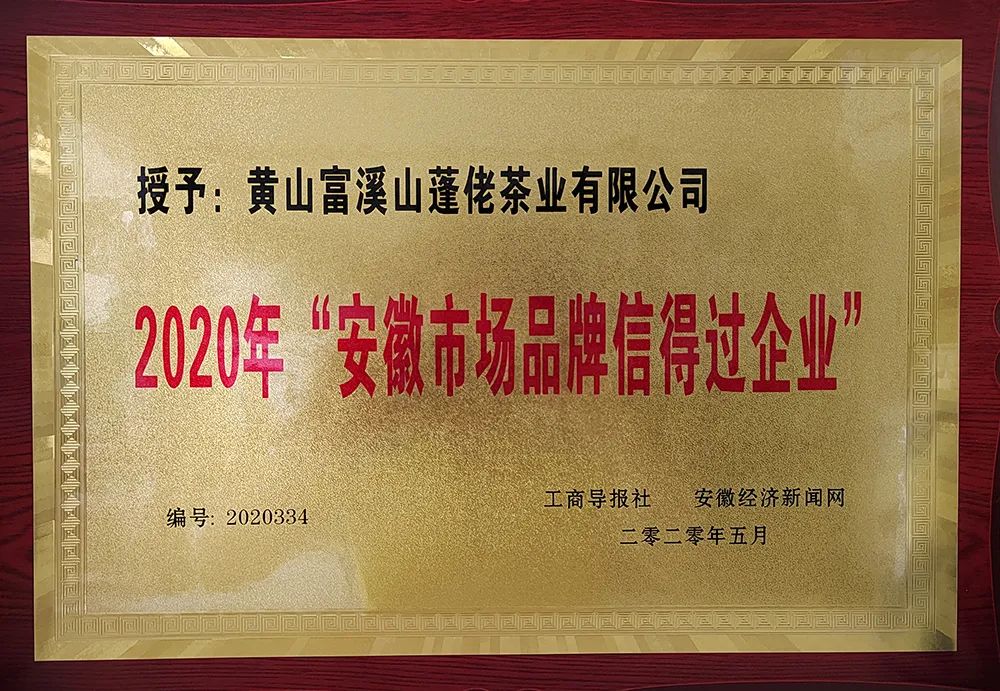 授予：黄山富溪山蓬佬茶业有限公司
2020年“安徽市场品牌信得过企业”
工商导报社 安徽经济新闻网
编号: 2020334
二零二零年五月